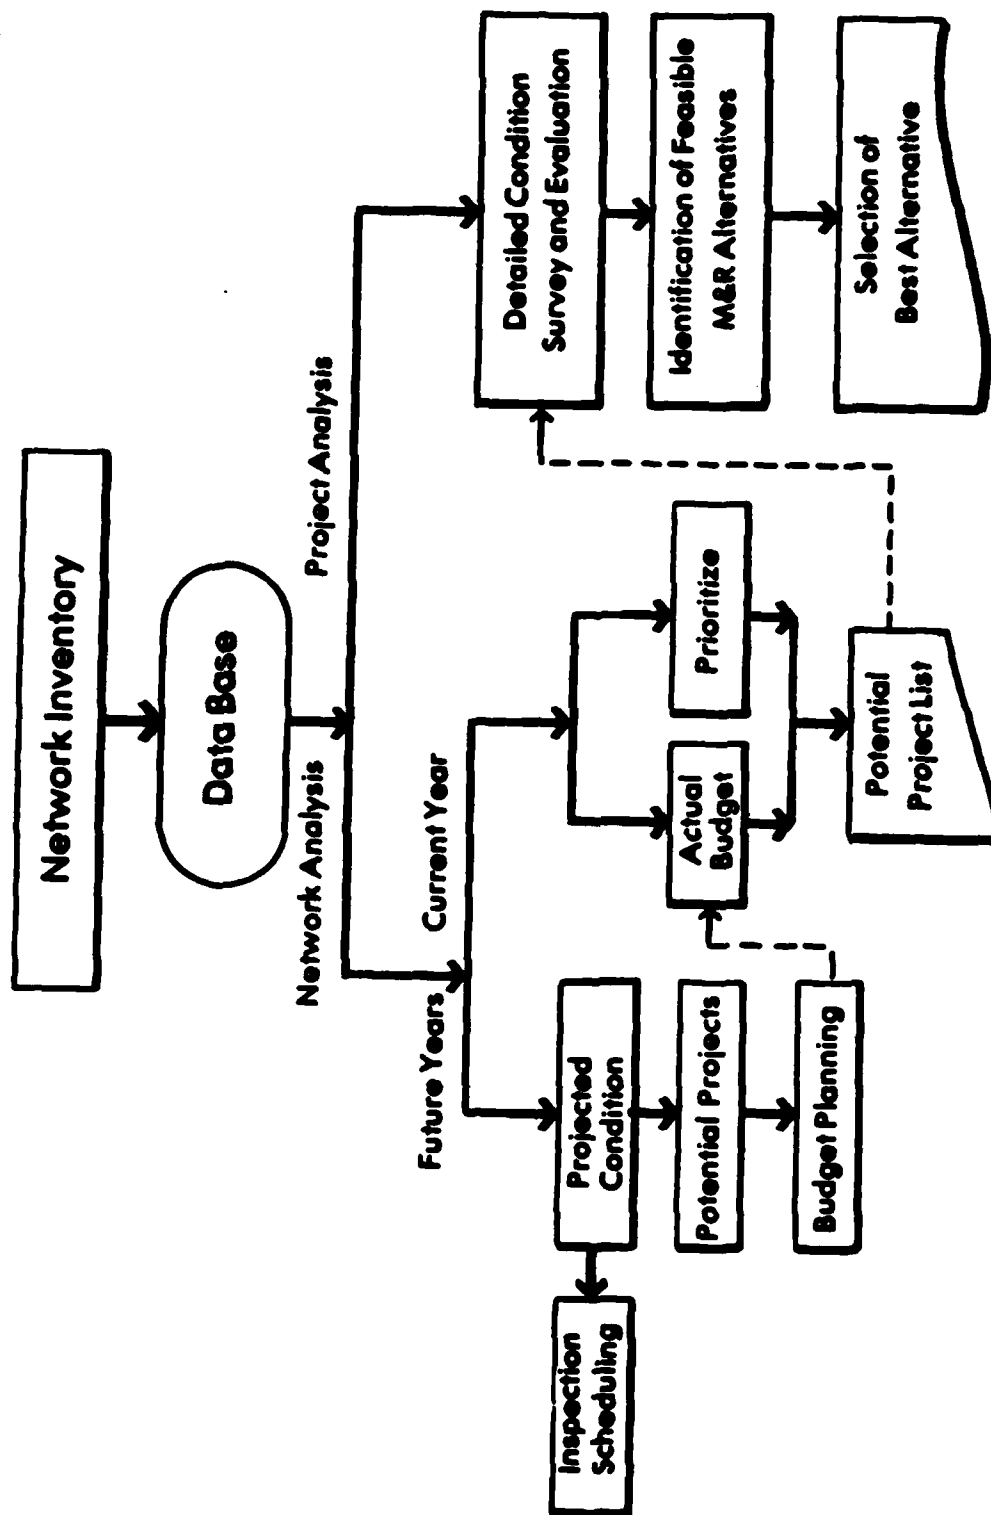 Network Inventory
Data Base
Network Analysis
Project Analysis
Future Years
Current Year
Inspection
Scheduling
Projected
Condition
Potential Projects
Budget Planning
Actual
Budget
Prioritize
Potential
Project List
Detailed Condition
Survey and Evaluation
Identification of Feasible
M&R Alternatives
Selection of
Best Alternative